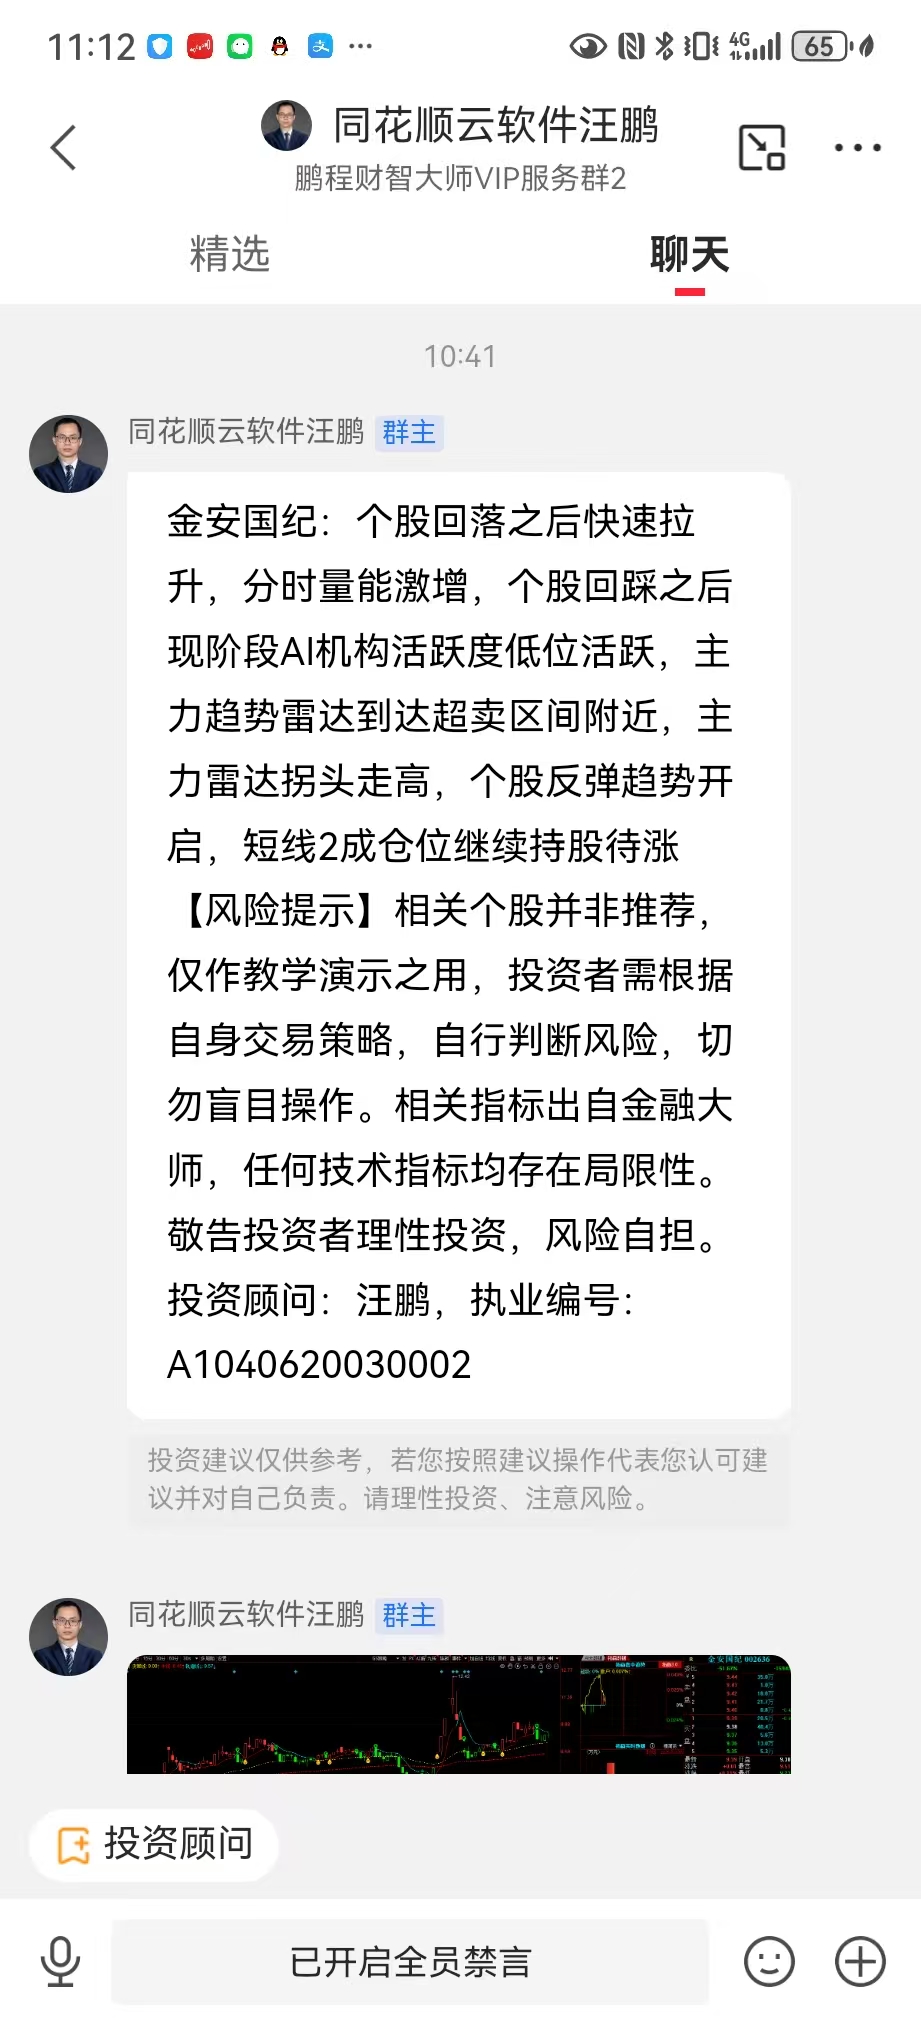 11:12
4G
65
同花顺云软件汪鹏
鹏程财智大师VIP服务群2
精选
聊天
10:41
同花顺云软件汪鹏 群主
金安国纪：个股回落之后快速拉
升，分时量能激增，个股回踩之后
现阶段AI机构活跃度低位活跃，主
力趋势雷达到达超卖区间附近，主
力雷达拐头走高，个股反弹趋势开
启，短线2成仓位继续持股待涨
【风险提示】相关个股并非推荐，
仅作教学演示之用，投资者需根据
自身交易策略，自行判断风险，切
勿盲目操作。相关指标出自金融大
师，任何技术指标均存在局限性。
敬告投资者理性投资，风险自担。
投资顾问：汪鹏，执业编号：
A1040620030002
投资建议仅供参考，若您按照建议操作代表您认可建
议并对自己负责。请理性投资、注意风险。
同花顺云软件汪鹏 群主
金安国纪 002636
投资顾问
已开启全员禁言